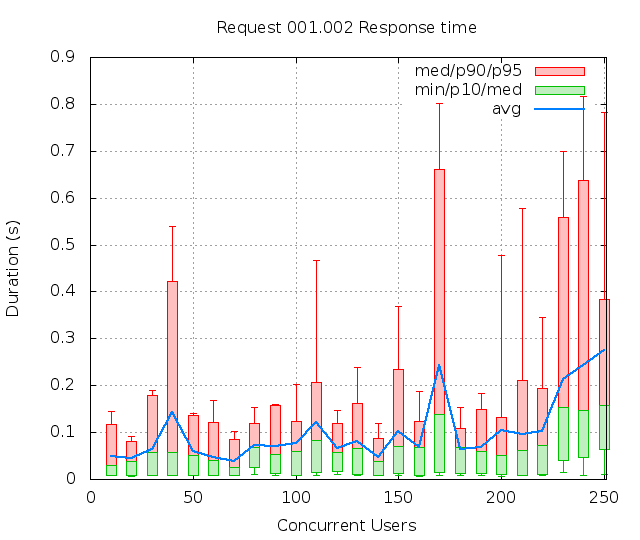 Request 001.002 Response time
med/p90/p95
min/p10/med
avg
Duration (s)
0.9
0.8
0.7
0.6
0.5
0.4
0.3
0.2
0.1
0
0 50 100 150 200 250
Concurrent Users